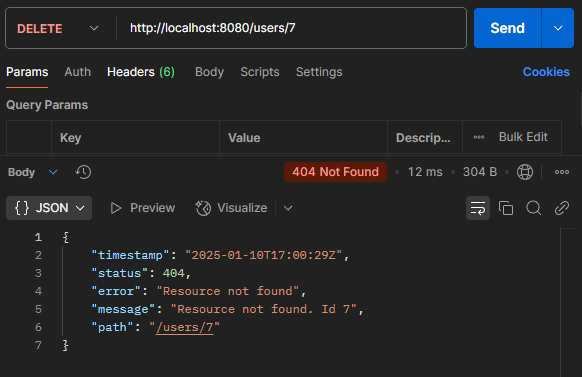 DELETE http://localhost:8080/users/7 Send
Params Auth Headers (6) Body Scripts Settings Cookies
Query Params
Key Value Descrip... Bulk Edit
Body 404 Not Found • 12 ms • 304 B
{} JSON Preview Visualize
1 {
2 "timestamp": "2025-01-10T17:00:29Z",
3 "status": 404,
4 "error": "Resource not found",
5 "message": "Resource not found. Id 7",
6 "path": "/users/7"
7 }